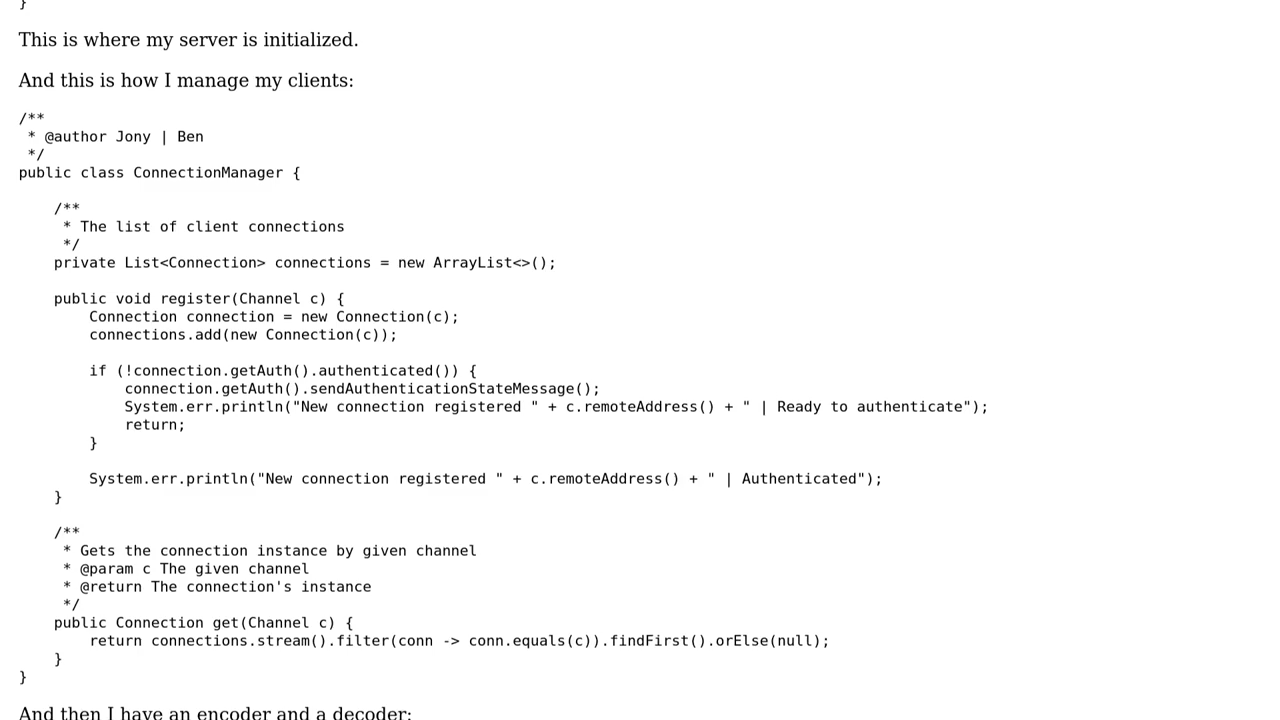 }
This is where my server is initialized.
And this is how I manage my clients:
/**
 * @author Jony | Ben
 */
public class ConnectionManager {

    /**
     * The list of client connections
     */
    private List<Connection> connections = new ArrayList<>();

    public void register(Channel c) {
        Connection connection = new Connection(c);
        connections.add(new Connection(c));

        if (!connection.getAuth().authenticated()) {
            connection.getAuth().sendAuthenticationStateMessage();
            System.err.println("New connection registered " + c.remoteAddress() + " | Ready to authenticate");
            return;
        }

        System.err.println("New connection registered " + c.remoteAddress() + " | Authenticated");
    }

    /**
     * Gets the connection instance by given channel
     * @param c The given channel
     * @return The connection's instance
     */
    public Connection get(Channel c) {
        return connections.stream().filter(conn -> conn.equals(c)).findFirst().orElse(null);
    }
}
And then I have an encoder and a decoder: